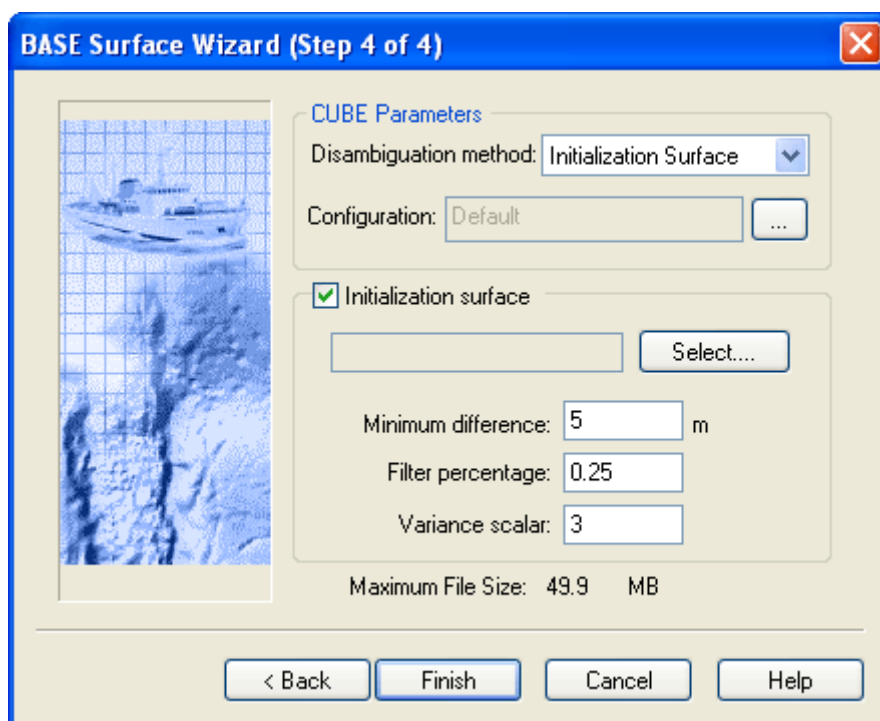 BASE Surface Wizard (Step 4 of 4)
CUBE Parameters
Disambiguation method: Initialization Surface
Configuration: Default ...
Initialization surface
Select....
Minimum difference: 5 m
Filter percentage: 0.25
Variance scalar: 3
Maximum File Size: 49.9 MB
< Back Finish Cancel Help